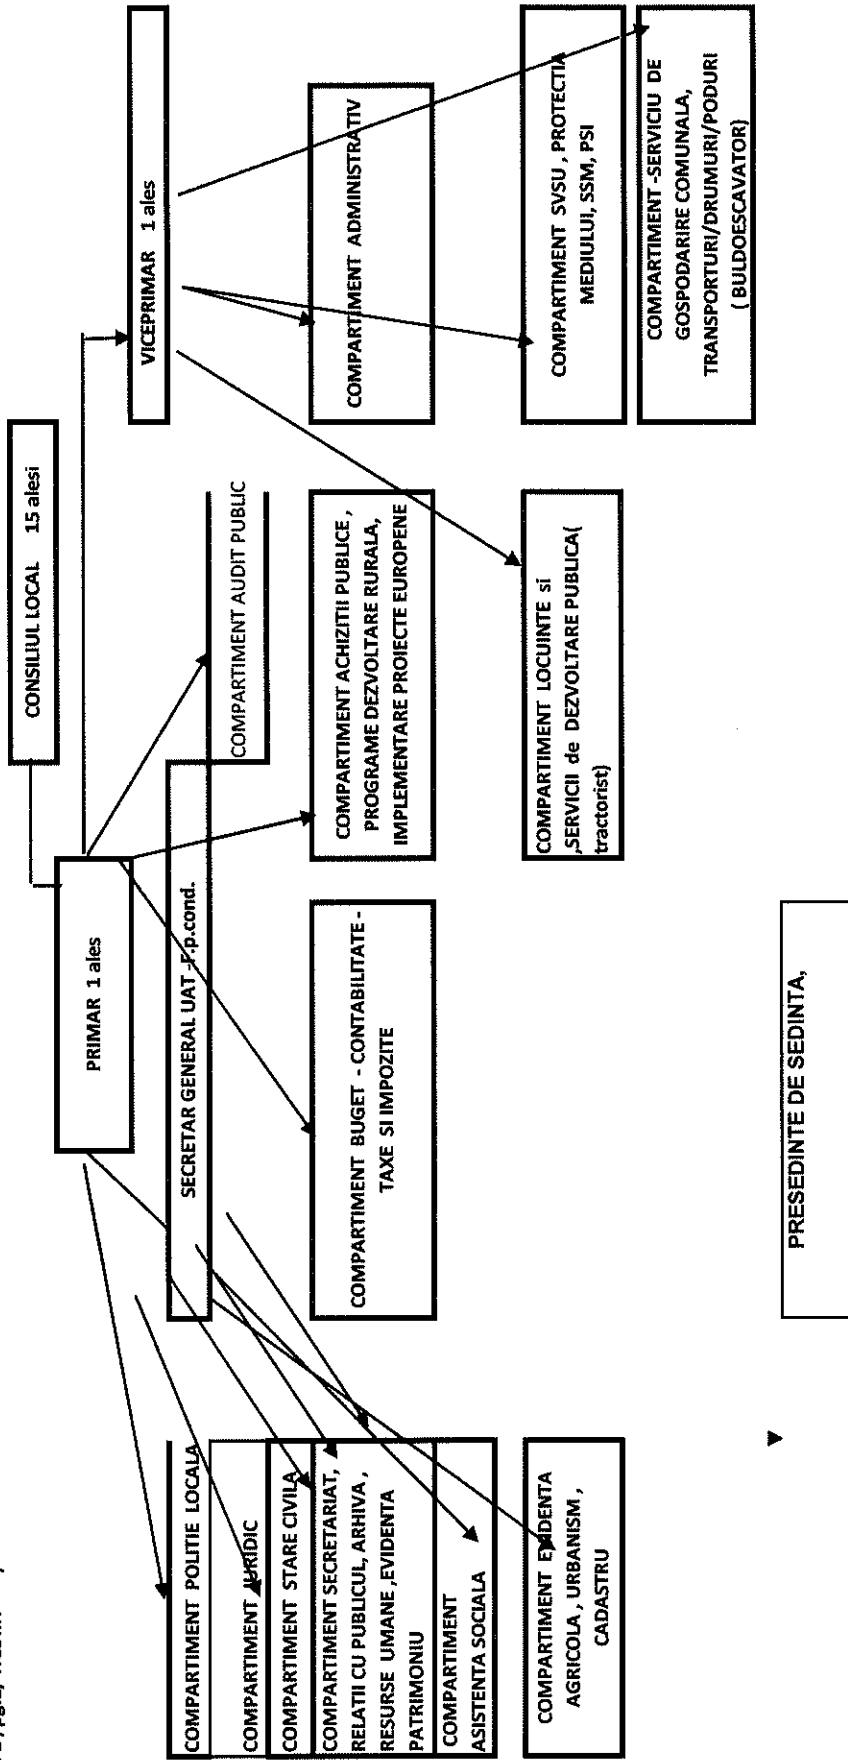 CONSILIUL LOCAL 15 alesi
PRIMAR 1 ales
VICEPRIMAR 1 ales
SECRETAR GENERAL UAT -F.p.cond.
COMPARTIMENT AUDIT PUBLIC
COMPARTIMENT POLITIE LOCALA
COMPARTIMENT JURIDIC
COMPARTIMENT STARE CIVILA
COMPARTIMENT SECRETARIAT,
RELATII CU PUBLICUL, ARHIVA ,
RESURSE UMANE ,EVIDENTA
PATRIMONIU
COMPARTIMENT
ASISTENTA SOCIALA
COMPARTIMENT EVIDENTA
AGRICOLA , URBANISM ,
CADASTRU
COMPARTIMENT BUGET - CONTABILITATE -
TAXE SI IMPOZITE
COMPARTIMENT ACHIZITII PUBLICE ,
PROGRAME DEZVOLTARE RURALA,
IMPLEMENTARE PROIECTE EUROPENE
COMPARTIMENT ADMINISTRATIV
COMPARTIMENT LOCUINTE si
,SERVICII de DEZVOLTARE PUBLICA(
tractorist)
COMPARTIMENT SVSU , PROTECTIA
MEDIULUI, SSM, PSI
COMPARTIMENT -SERVICIU DE
GOSPODARIRE COMUNALA,
TRANSPORTURI/DRUMURI/PODURI
( BULDOESCAVATOR)
PRESEDINTE DE SEDINTA,